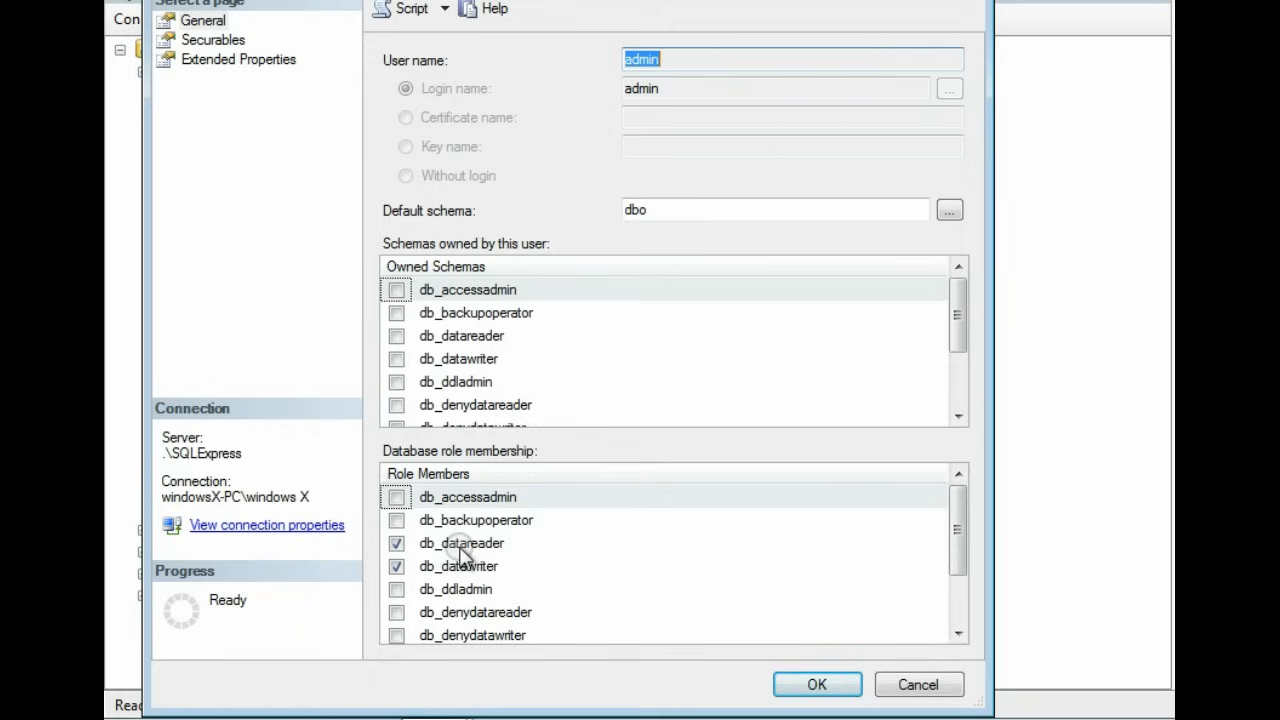 Select a page
Script Help
Con
General
Securables
Extended Properties
User name: admin
Login name: admin ...
Certificate name:
Key name:
Without login
Default schema: dbo ...
Schemas owned by this user:
Owned Schemas
db_accessadmin
db_backupoperator
db_datareader
db_datawriter
db_ddladmin
db_denydatareader
db_denydatawriter
Connection
Server:
.\SQLExpress
Connection:
windowsX-PC\windows X
View connection properties
Progress
Ready
Database role membership:
Role Members
db_accessadmin
db_backupoperator
db_datareader
db_datawriter
db_ddladmin
db_denydatareader
db_denydatawriter
OK Cancel
Reac